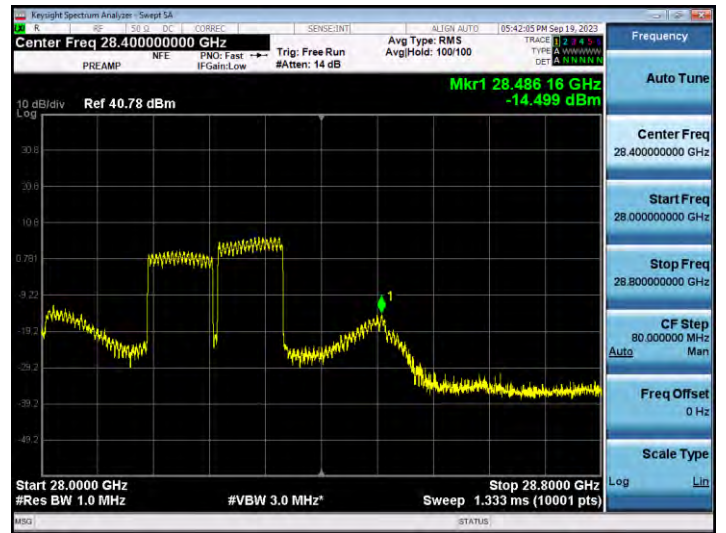 Keysight Spectrum Analyzer - Swept SA
R RF 50 Ω DC CORREC SENSE:INT ALIGN AUTO 05:42:05 PM Sep 19, 2023
Center Freq 28.400000000 GHz
NFE
PREAMP
PNO: Fast
IFGain:Low
Trig: Free Run
#Atten: 14 dB
Avg Type: RMS
Avg|Hold: 100/100
TRACE 1 2 3 4 5 6
TYPE A WWWWW
DET A N N N N N
Frequency
Mkr1 28.486 16 GHz
-14.499 dBm
10 dB/div Ref 40.78 dBm
Log
30.8
20.8
10.8
0.781
-9.22
-19.2
-29.2
-39.2
-49.2
1
Start 28.0000 GHz
Stop 28.8000 GHz
#Res BW 1.0 MHz
#VBW 3.0 MHz*
Sweep 1.333 ms (10001 pts)
MSG
STATUS
Auto Tune
Center Freq
28.400000000 GHz
Start Freq
28.000000000 GHz
Stop Freq
28.800000000 GHz
CF Step
80.000000 MHz
Auto Man
Freq Offset
0 Hz
Scale Type
Log Lin